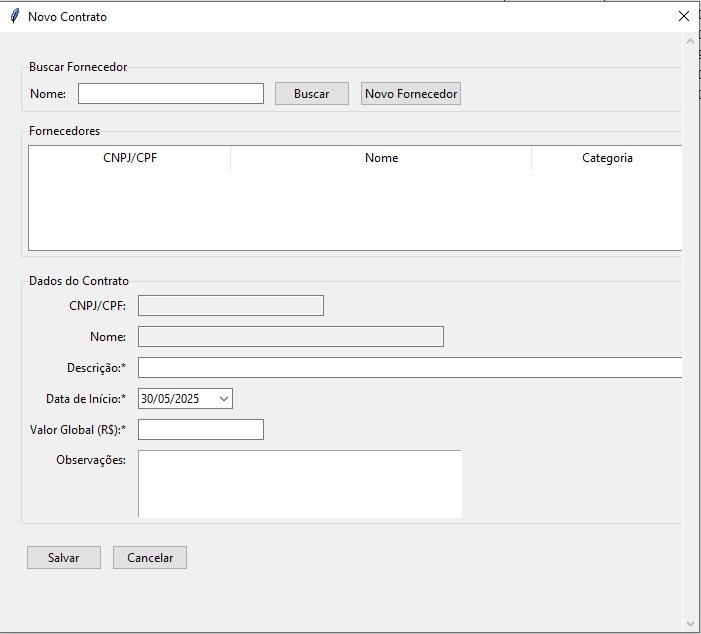 Novo Contrato
Buscar Fornecedor
Nome: Buscar Novo Fornecedor
Fornecedores
CNPJ/CPF Nome Categoria
Dados do Contrato
CNPJ/CPF:
Nome:
Descrição:*
Data de Início:* 30/05/2025
Valor Global (R$):*
Observações:
Salvar Cancelar